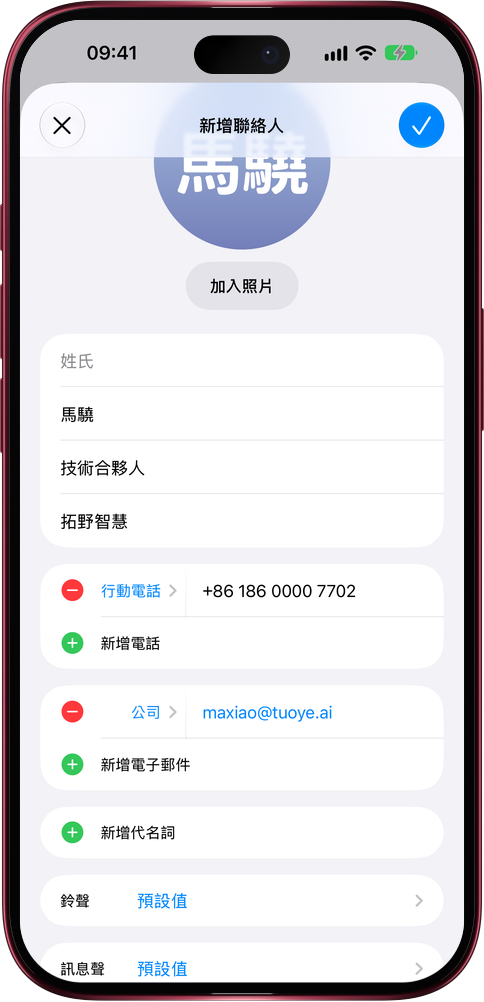 09:41
新增聯絡人
馬驍
加入照片
姓氏
馬驍
技術合夥人
拓野智慧
行動電話 +86 186 0000 7702
新增電話
公司 maxiao@tuoye.ai
新增電子郵件
新增代名詞
鈴聲 預設值
訊息聲 預設值